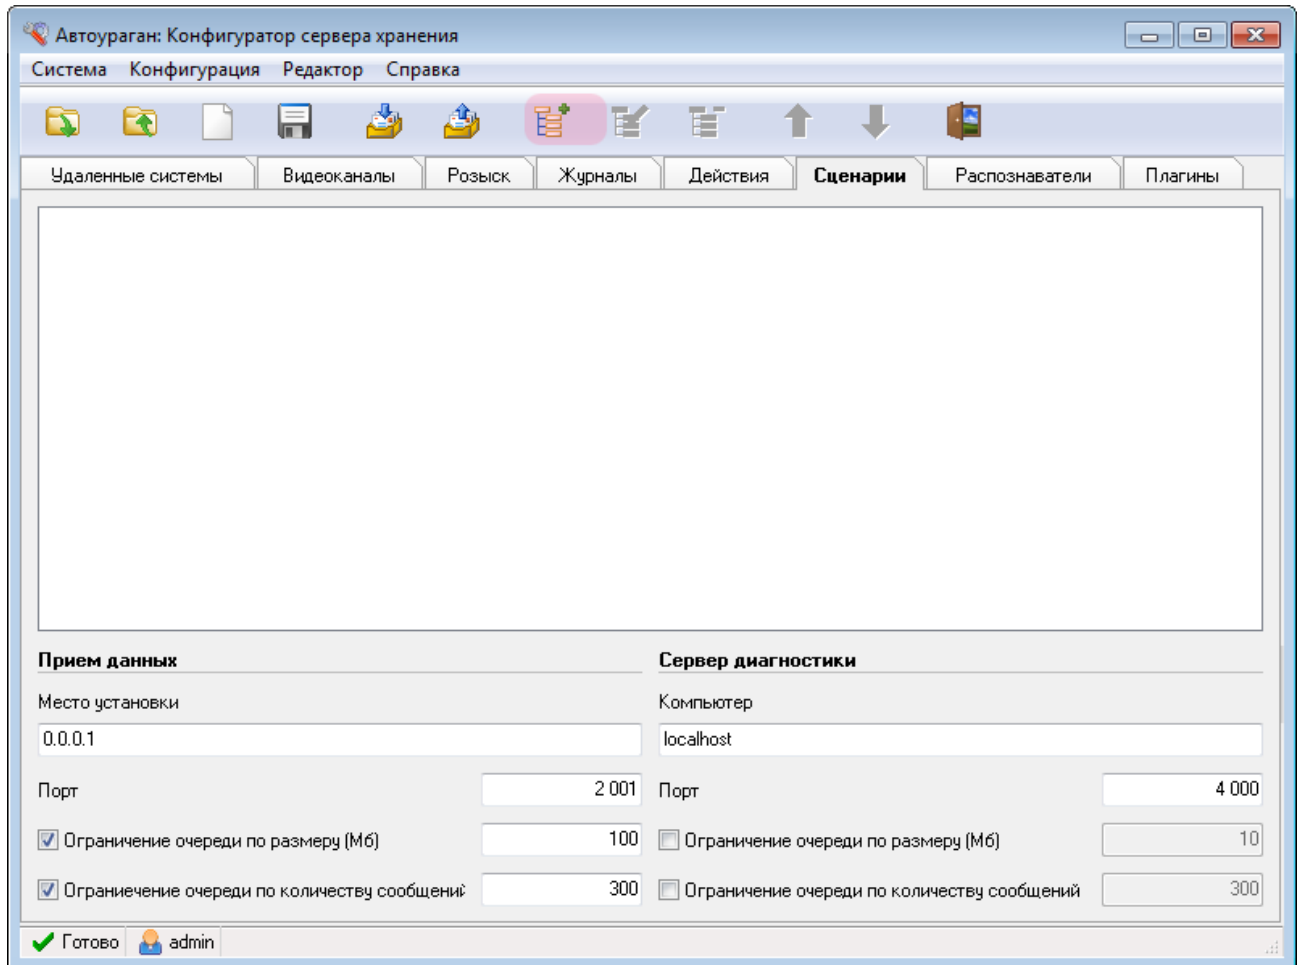 Автоураган: Конфигуратор сервера хранения
Система Конфигурация Редактор Справка
Удаленные системы Видеоканалы Розыск Журналы Действия Сценарии Распознаватели Плагины
Прием данных Сервер диагностики
Место установки Компьютер
0.0.0.1 localhost
Порт 2 001 Порт 4 000
Ограничение очереди по размеру (Мб) 100 Ограничение очереди по размеру (Мб) 10
Ограниечение очереди по количеству сообщений 300 Ограничение очереди по количеству сообщений 300
Готово admin